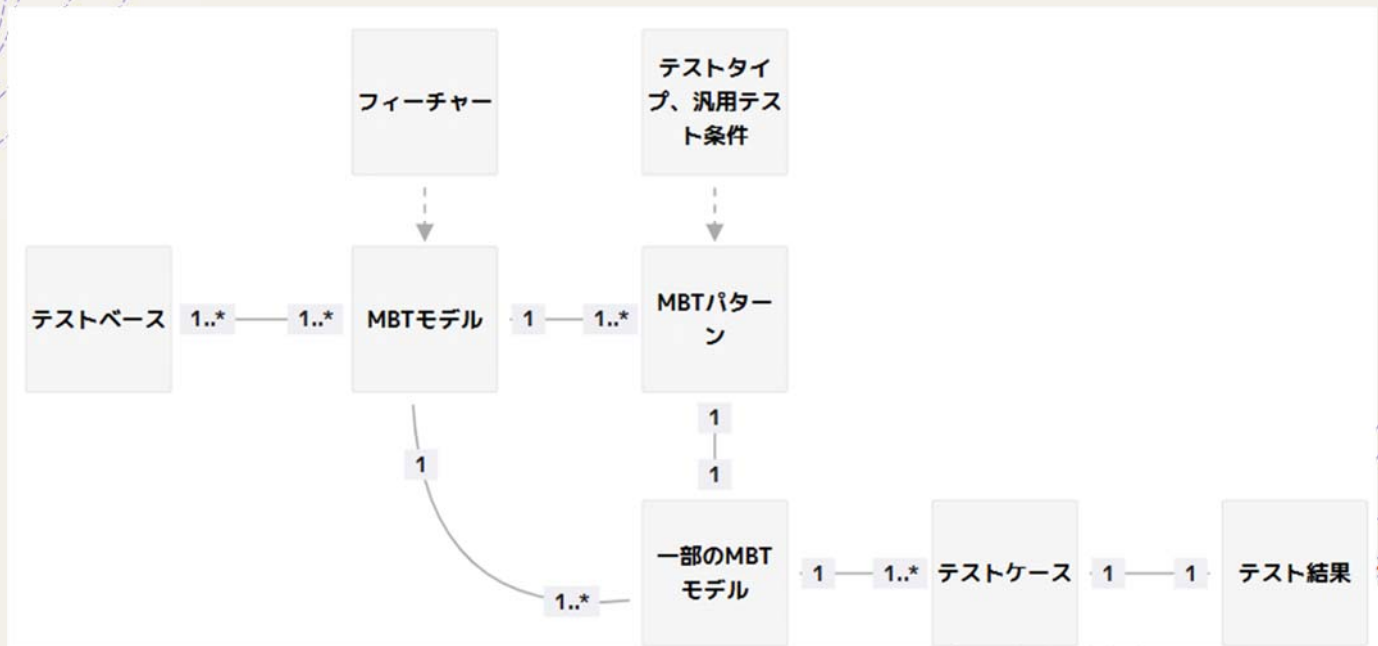 フィーチャー
テストタイ
プ、汎用テス
ト条件
テストベース
1..*
1..*
MBTモデル
1
1..*
MBTパター
ン
1
1
1
1..*
一部のMBT
モデル
1
1..*
テストケース
1
1
テスト結果